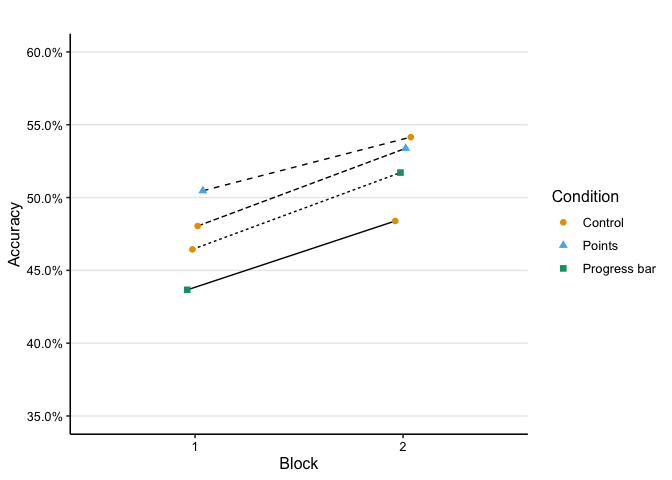 60.0%
55.0%
50.0%
45.0%
40.0%
35.0%
Accuracy
1
2
Block
Condition
Control
Points
Progress bar